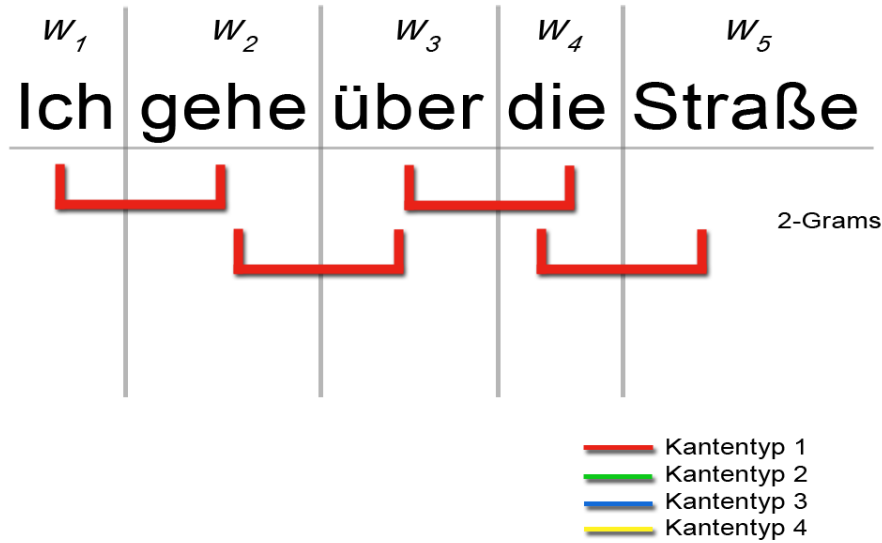 W1 W2 W3 W4 W5
Ich gehe über die Straße
2-Grams
Kantentyp 1
Kantentyp 2
Kantentyp 3
Kantentyp 4